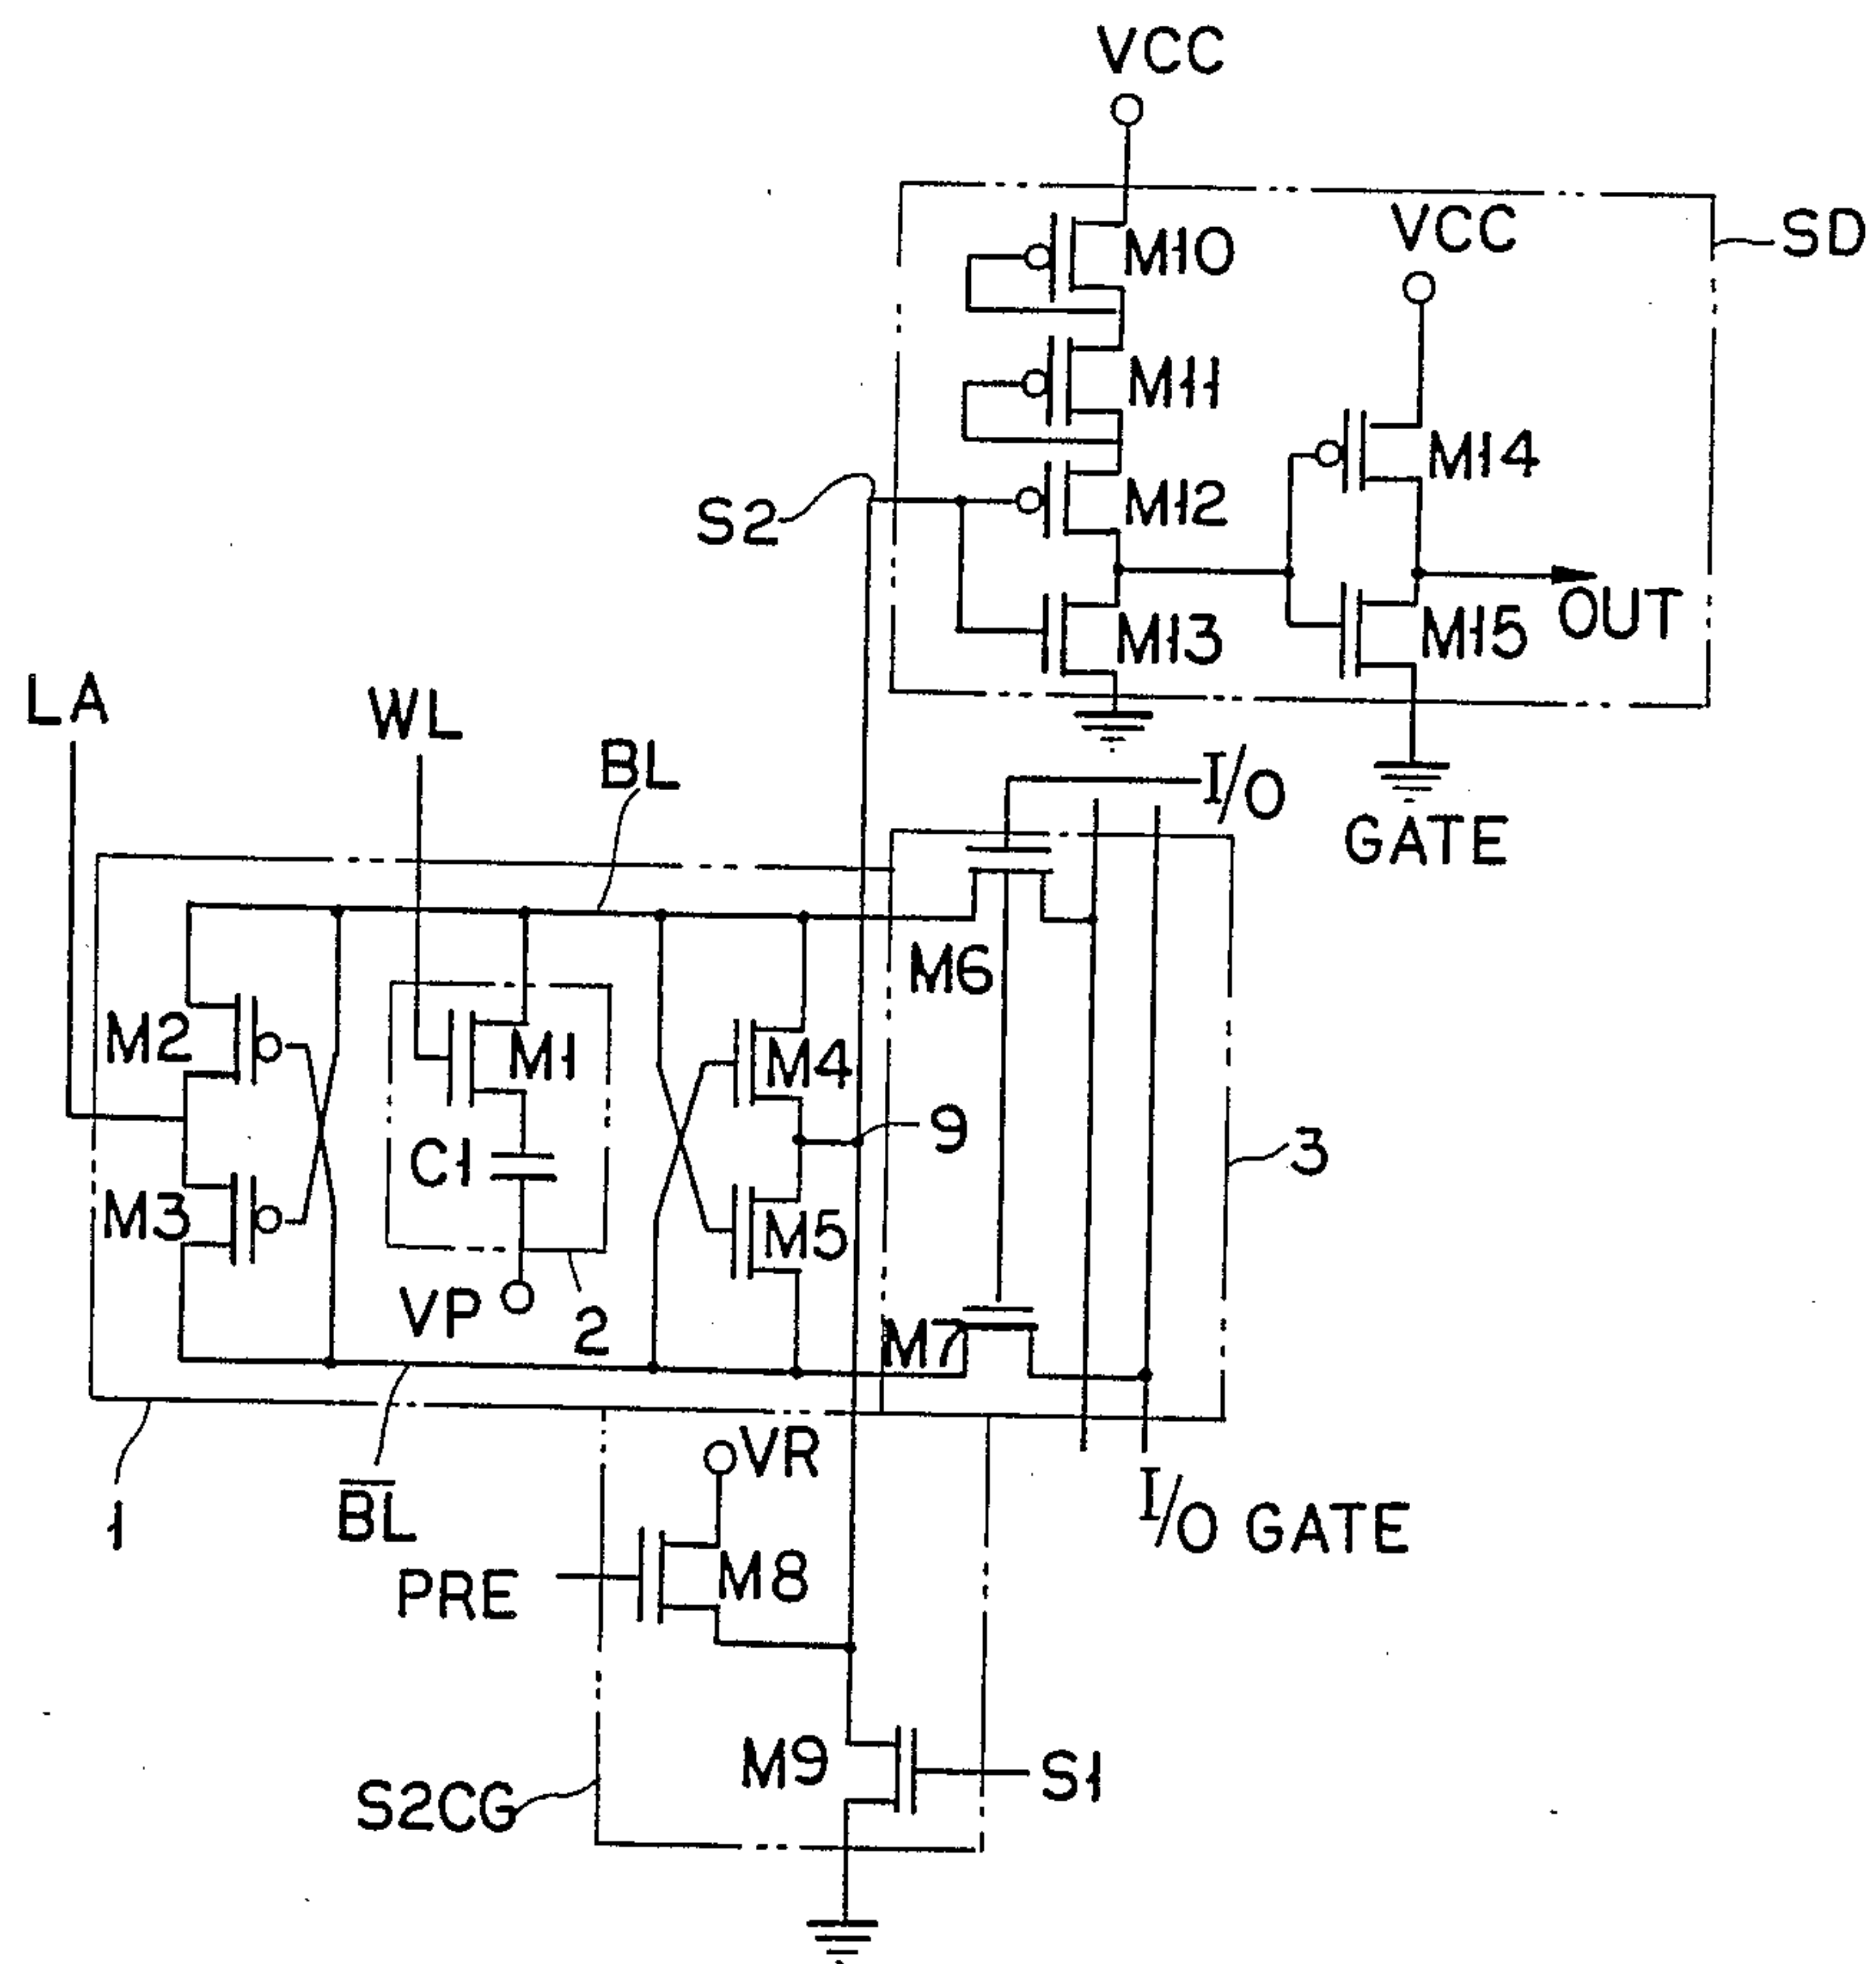 VCC
VCC
SD
M10
M11
M14
S2
M12
OUT
M13
M15
LA
WL
BL
I/O
GATE
M6
M2
M1
M4
9
3
C1
M3
M5
VP
2
M7
VR
1
B̅L̅
I/O GATE
PRE
M8
M9
S1
S2CG